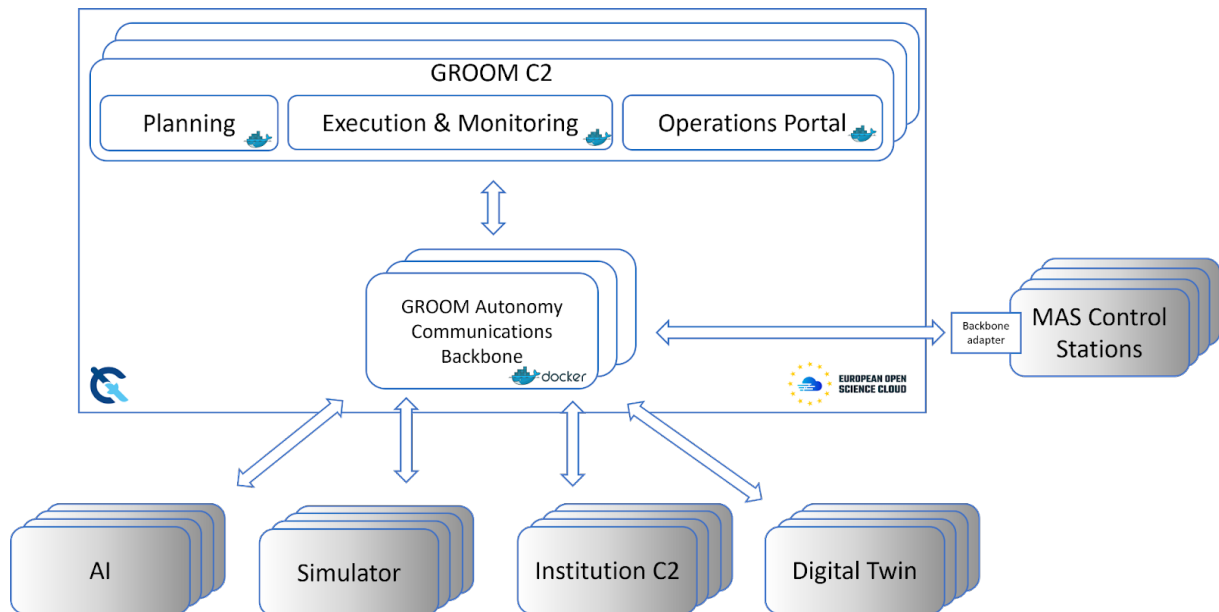 GROOM C2
Planning
Execution & Monitoring
Operations Portal
GROOM Autonomy
Communications
Backbone
docker
Backbone
adapter
MAS Control
Stations
EUROPEAN OPEN
SCIENCE CLOUD
AI
Simulator
Institution C2
Digital Twin